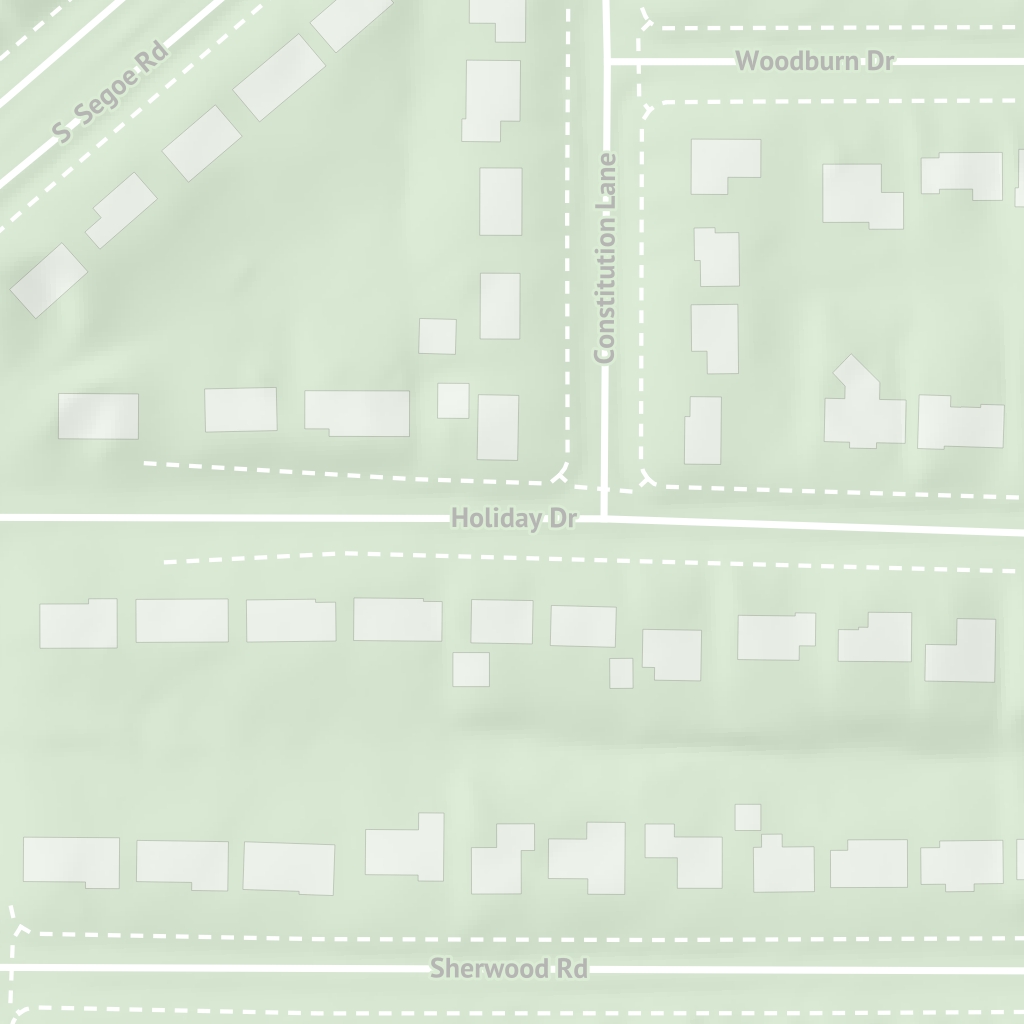 S. Segoe Rd
Woodburn Dr
Constitution Lane
Holiday Dr
Sherwood Rd